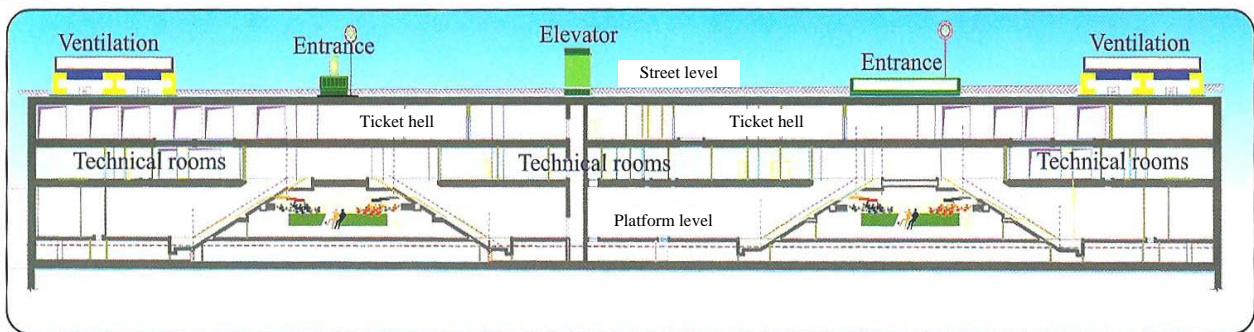 Ventilation
Entrance
Elevator
Street level
Entrance
Ventilation
Ticket hell
Ticket hell
Technical rooms
Technical rooms
Technical rooms
Platform level